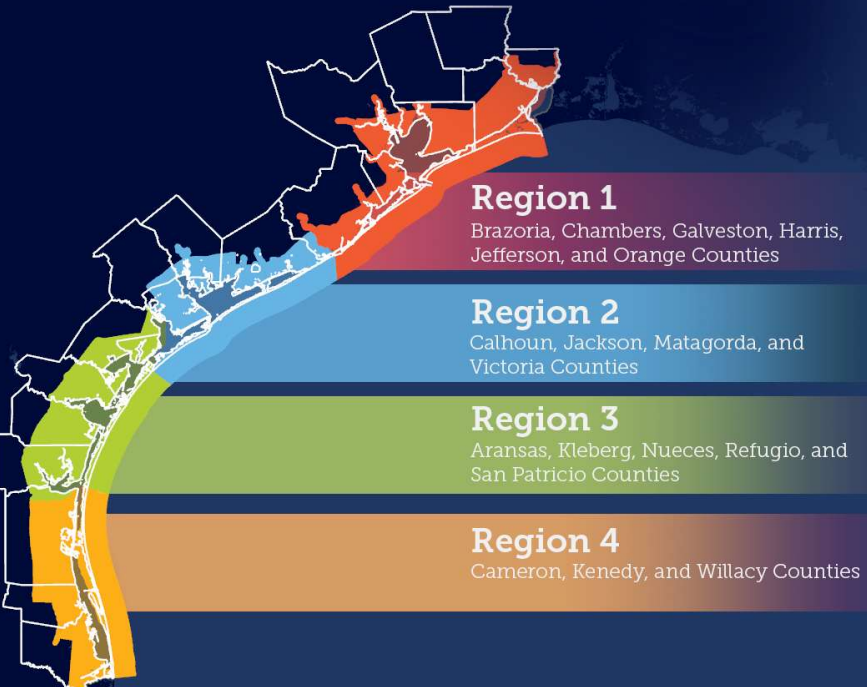 Region 1
Brazoria, Chambers, Galveston, Harris,
Jefferson, and Orange Counties
Region 2
Calhoun, Jackson, Matagorda, and
Victoria Counties
Region 3
Aransas, Kleberg, Nueces, Refugio, and
San Patricio Counties
Region 4
Cameron, Kenedy, and Willacy Counties